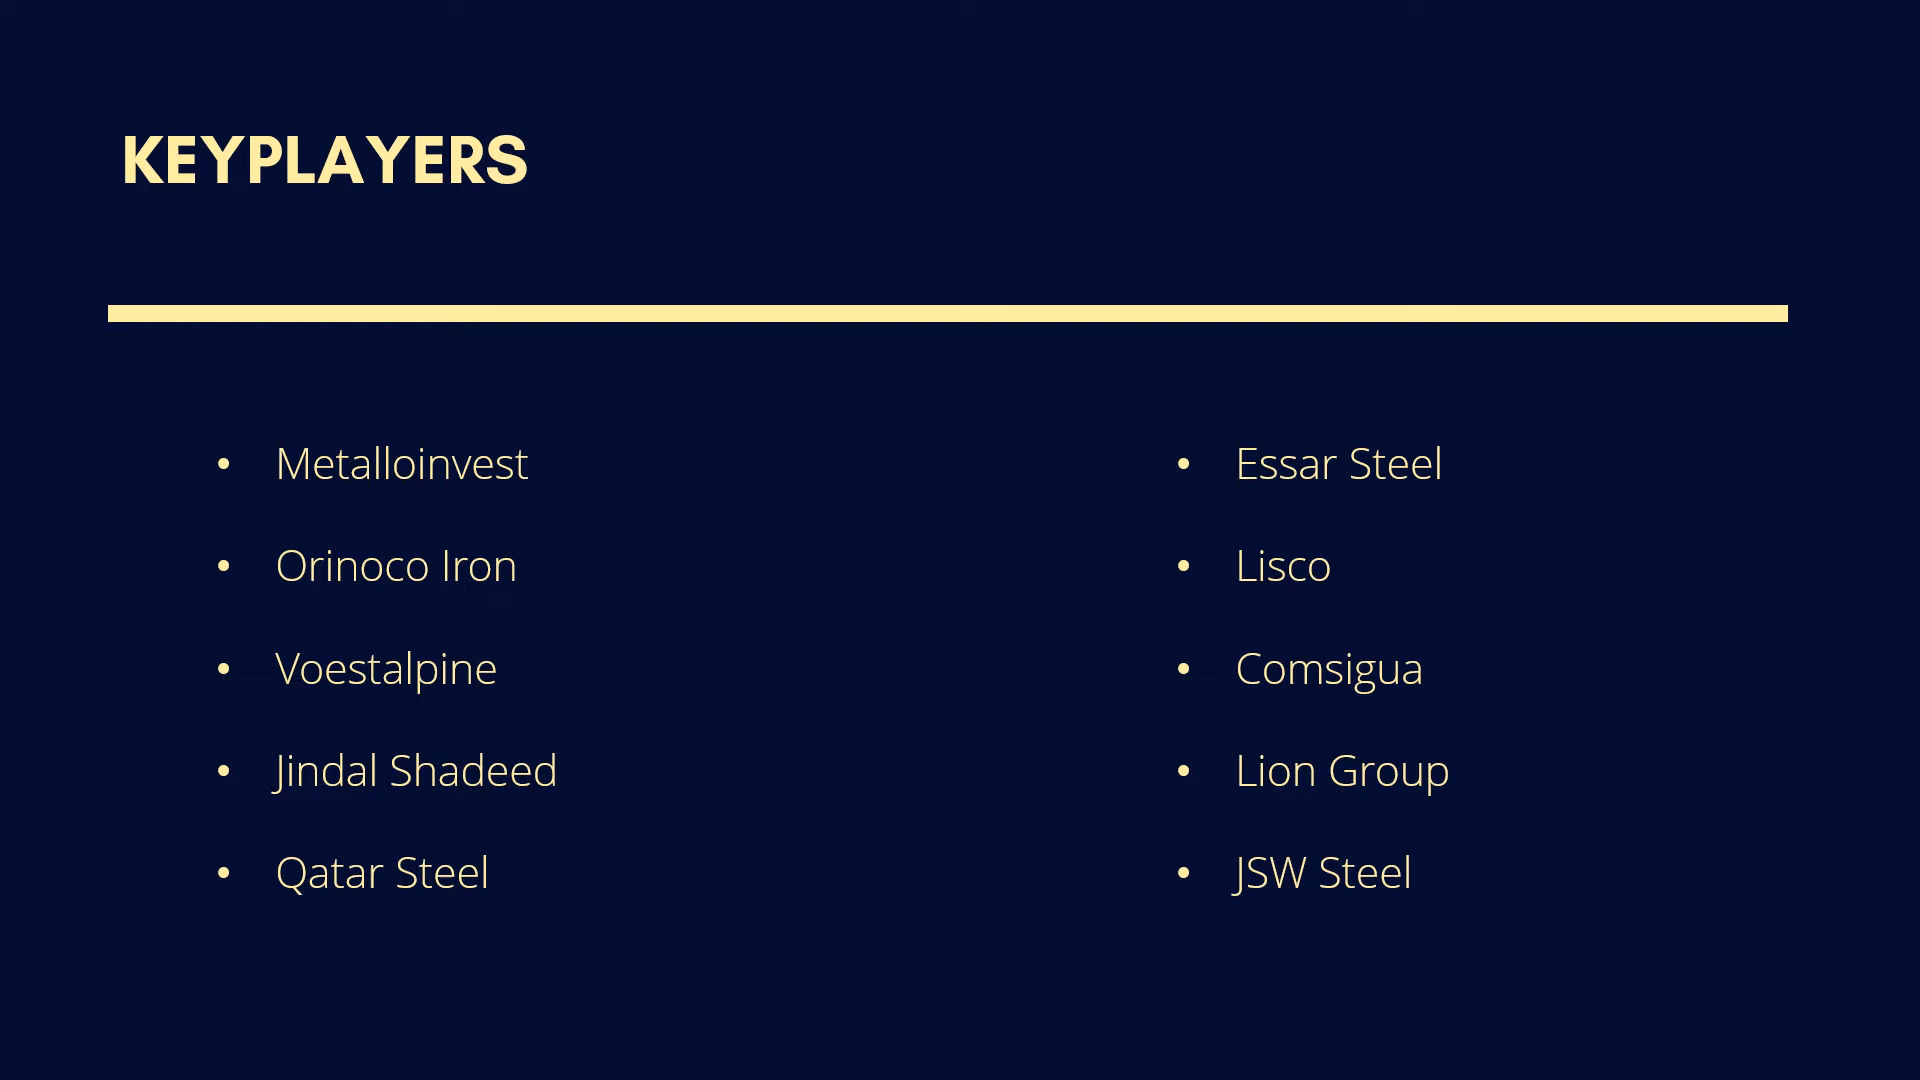 KEYPLAYERS
• Metalloinvest
• Orinoco Iron
• Voestalpine
• Jindal Shadeed
• Qatar Steel
• Essar Steel
• Lisco
• Comsigua
• Lion Group
• JSW Steel